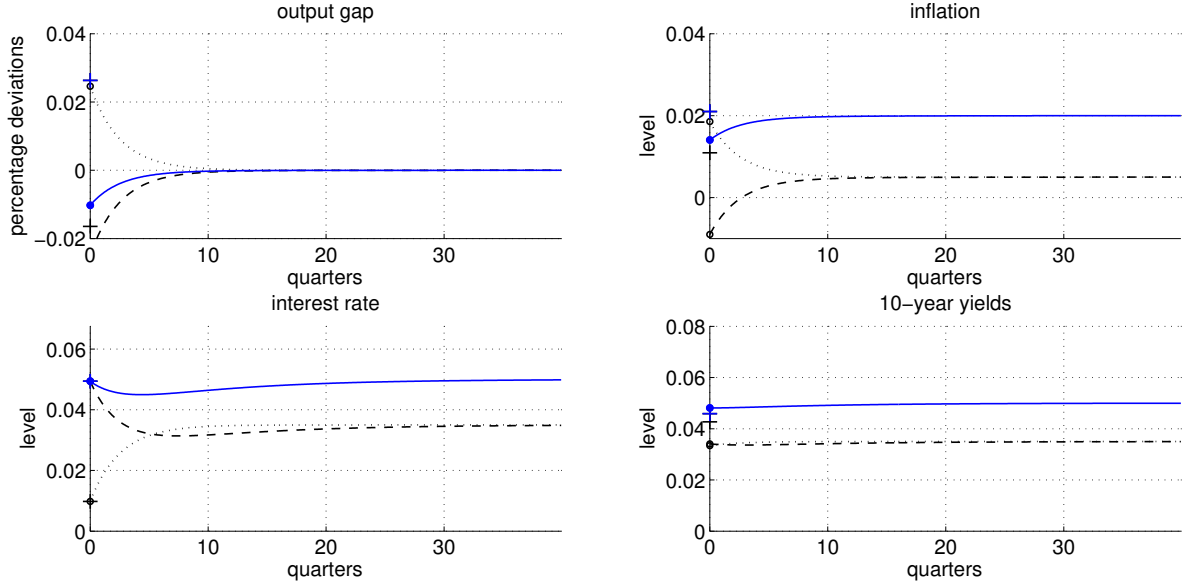 output gap
percentage deviations
0.04
0.02
0
−0.02
0
10
20
30
quarters
inflation
level
0.04
0.02
0
0
10
20
30
quarters
interest rate
level
0.06
0.04
0.02
0
0
10
20
30
quarters
10−year yields
level
0.08
0.06
0.04
0.02
0
0
10
20
30
quarters